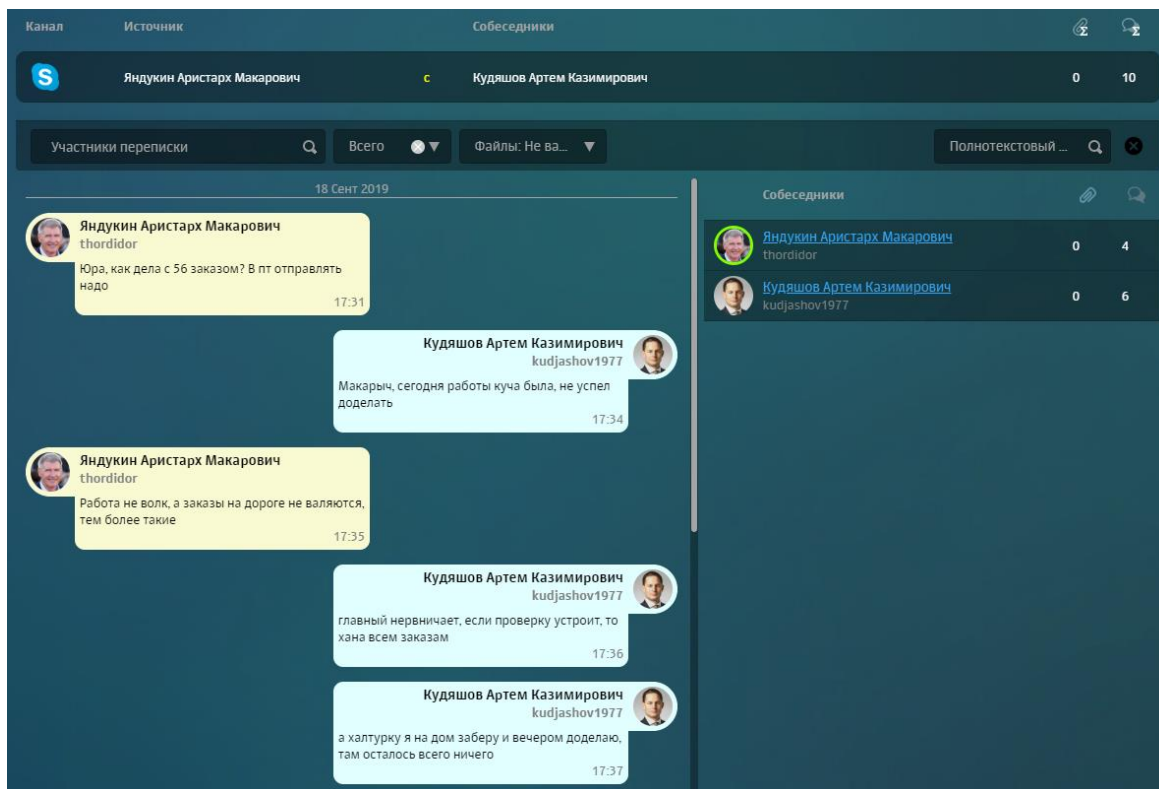 Канал Источник Собеседники Σ Σ
S Яндукин Аристарх Макарович с Кудяшов Артем Казимирович 0 10
Участники переписки Всего Файлы: Не ва... Полнотекстовый ...
18 Сент 2019
Яндукин Аристарх Макарович
thordidor
Юра, как дела с 56 заказом? В пт отправлять
надо
17:31
Кудяшов Артем Казимирович
kudjashov1977
Макарыч, сегодня работы куча была, не успел
доделать
17:34
Яндукин Аристарх Макарович
thordidor
Работа не волк, а заказы на дороге не валяются,
тем более такие
17:35
Кудяшов Артем Казимирович
kudjashov1977
главный нервничает, если проверку устроит, то
хана всем заказам
17:36
Кудяшов Артем Казимирович
kudjashov1977
а халтурку я на дом заберу и вечером доделаю,
там осталось всего ничего
17:37
Собеседники
Яндукин Аристарх Макарович 0 4
thordidor
Кудяшов Артем Казимирович 0 6
kudjashov1977